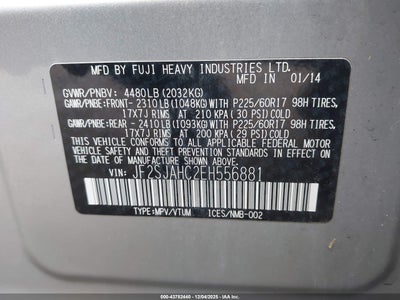 MFD BY FUJI HEAVY INDUSTRIES LTD.
MFD. IN 01/14
GVWR/PNBV: 4480LB (2032KG)
GAWR/PNBE:FRONT- 2310LB (1048KG) WITH P225/60R17 98H TIRES,
17X7J RIMS AT 210 KPA ( 30 PSI) COLD
GAWR/PNBE:REAR - 2410LB (1093KG) WITH P225/60R17 98H TIRES,
17X7J RIMS AT 200 KPA ( 29 PSI) COLD
THIS VEHICLE CONFORMS TO ALL APPLICABLE
FEDERAL MOTOR VEHICLE SAFETY, BUMPER, AND THEFT
PREVENTION STANDARDS IN EFFECT ON THE DATE OF
MANUFACTURE SHOWN ABOVE.
VIN: JF2SJAHC2EH556881
TYPE:MPV/VTUM ICES/NMB-002
000-43752440 - 12/04/2025 - IAAI.COM